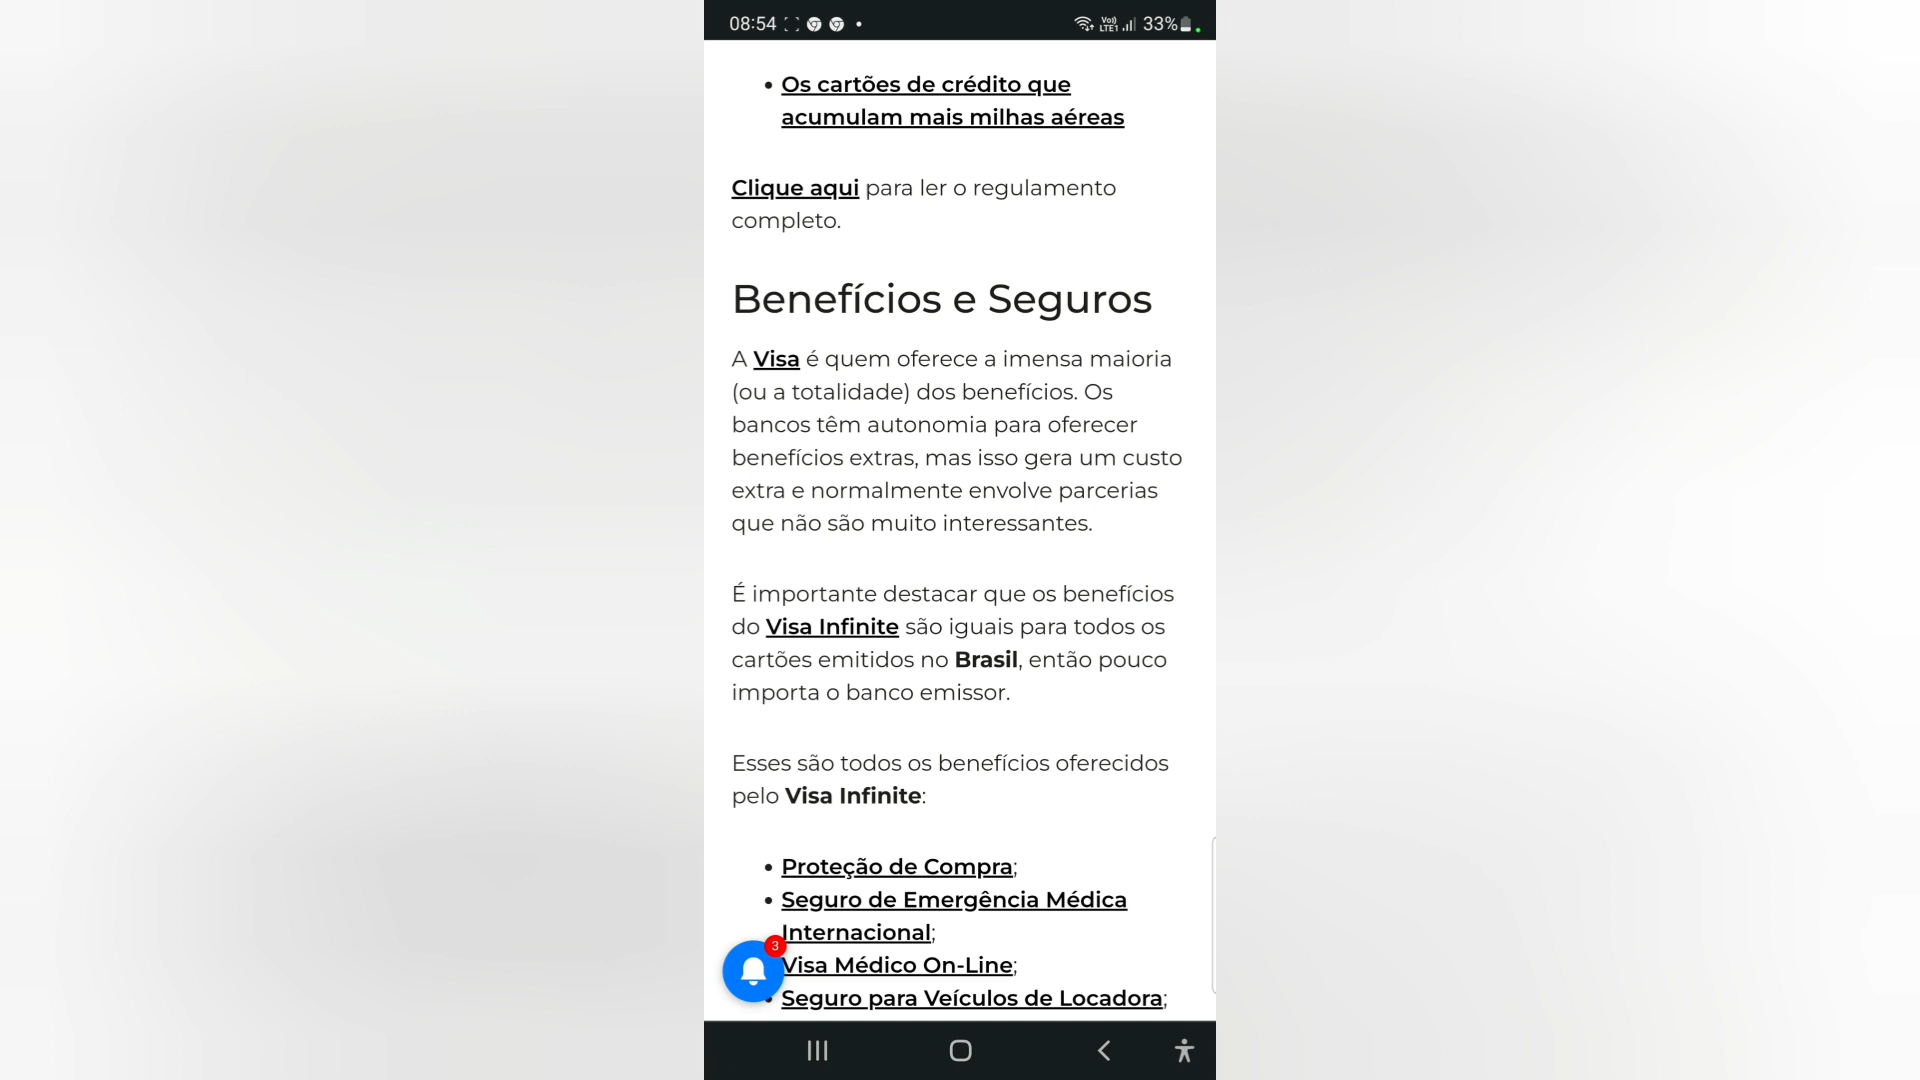 08:54
Vo))
LTE1
33%
• Os cartões de crédito que
acumulam mais milhas aéreas
Clique aqui para ler o regulamento
completo.
Benefícios e Seguros
A Visa é quem oferece a imensa maioria
(ou a totalidade) dos benefícios. Os
bancos têm autonomia para oferecer
benefícios extras, mas isso gera um custo
extra e normalmente envolve parcerias
que não são muito interessantes.
É importante destacar que os benefícios
do Visa Infinite são iguais para todos os
cartões emitidos no Brasil, então pouco
importa o banco emissor.
Esses são todos os benefícios oferecidos
pelo Visa Infinite:
• Proteção de Compra;
• Seguro de Emergência Médica
Internacional;
3
Visa Médico On-Line;
• Seguro para Veículos de Locadora;